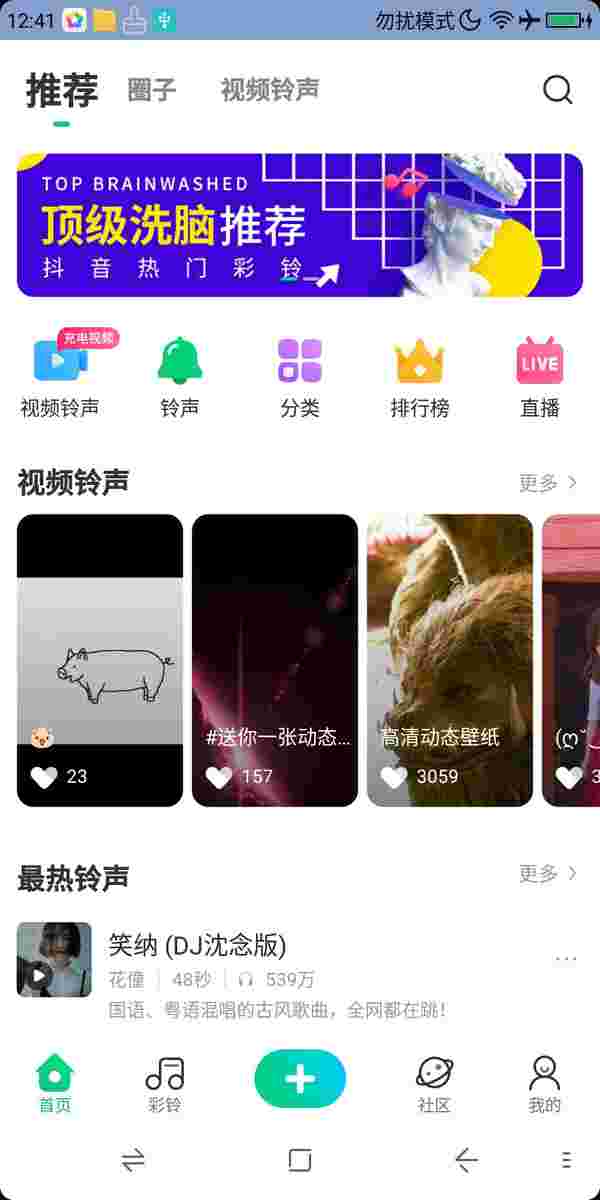 12:41 勿扰模式
推荐 圈子 视频铃声
TOP BRAINWASHED
顶级洗脑推荐
抖音热门彩铃
充电视频
LIVE
视频铃声 铃声 分类 排行榜 直播
视频铃声 更多
#送你一张动态... 高清动态壁纸
23 157 3059 3
最热铃声 更多
笑纳 (DJ沈念版)
花僮 48秒 539万
国语、粤语混唱的古风歌曲，全网都在跳!
首页 彩铃 社区 我的